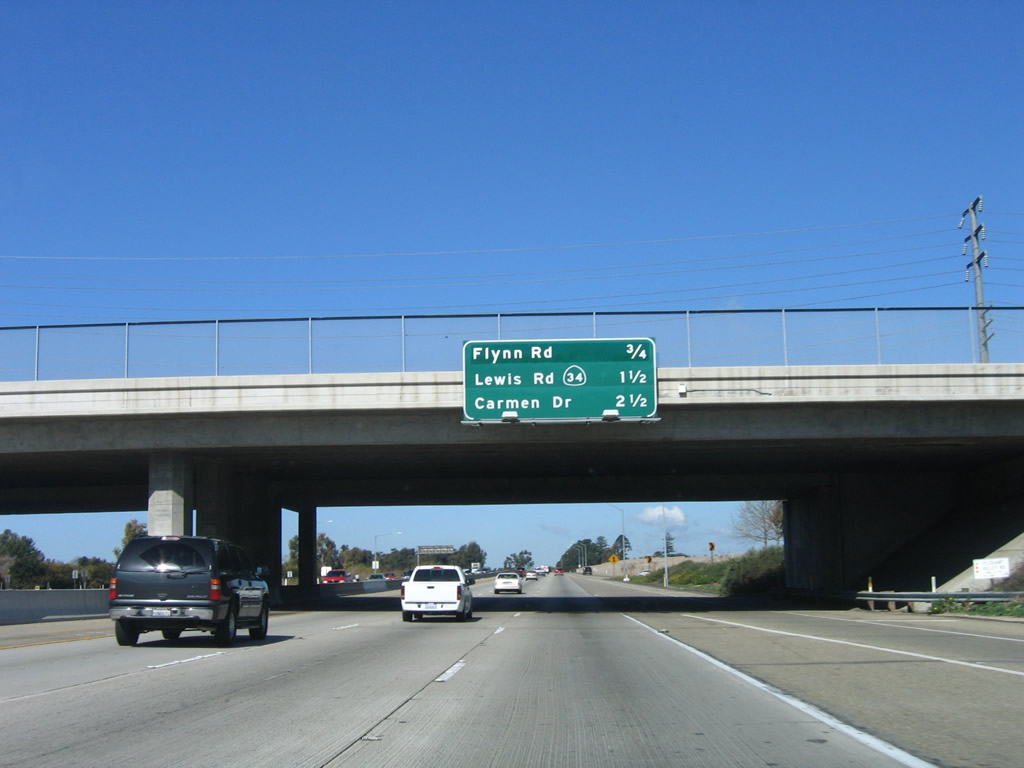 Flynn Rd 3/4
Lewis Rd 34 1 1/2
Carmen Dr 2 1/2